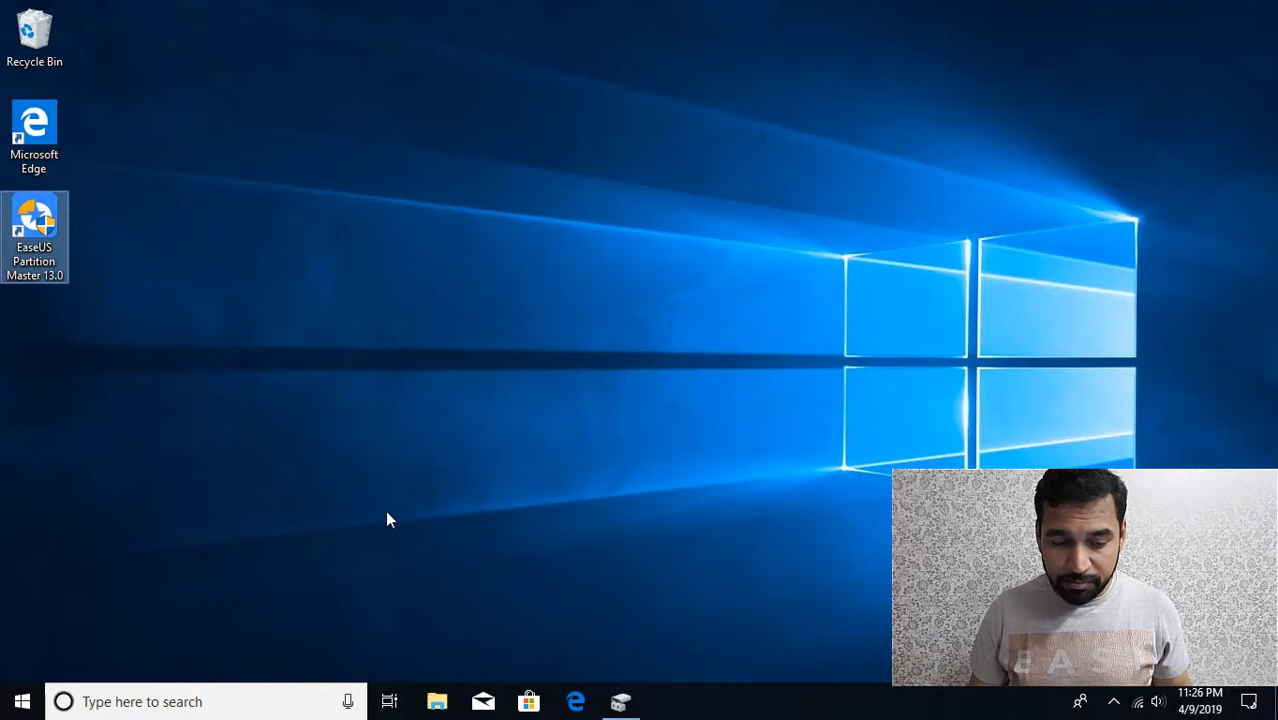 Recycle Bin
Microsoft
Edge
EaseUS
Partition
Master 13.0
EAS
Type here to search
11:26 PM
4/9/2019